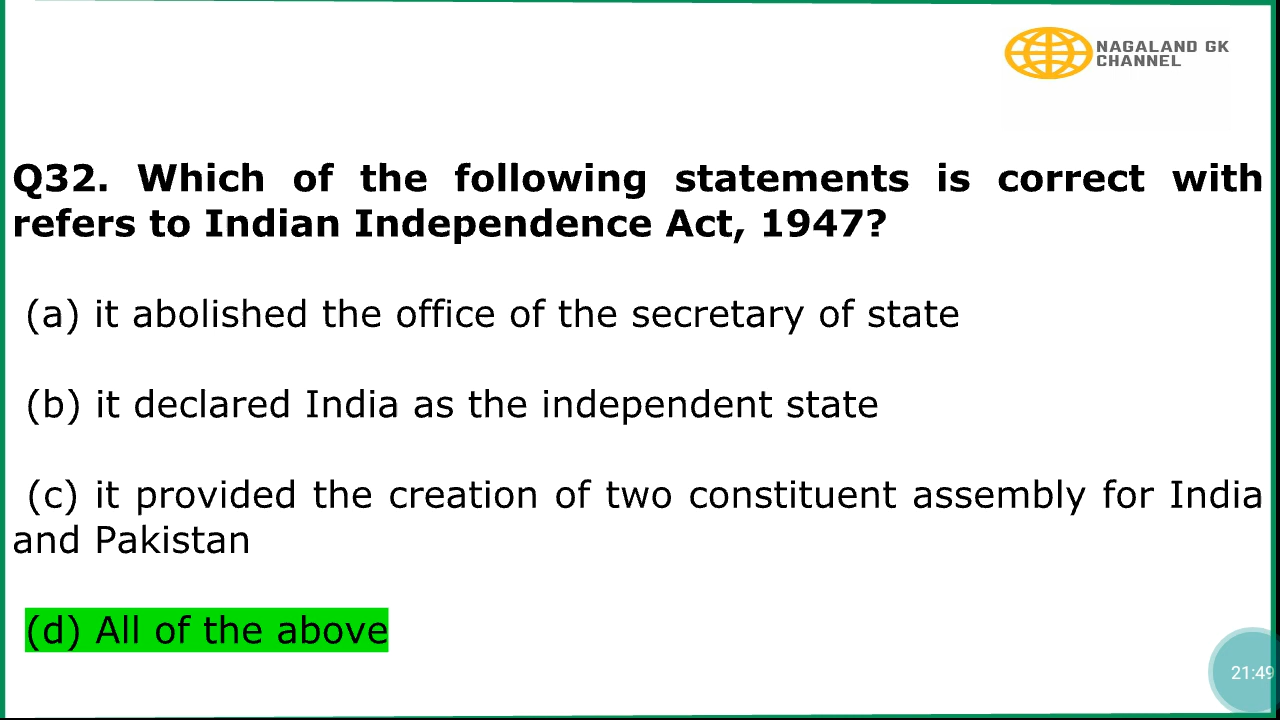 NAGALAND GK
CHANNEL
Q32. Which of the following statements is correct with
refers to Indian Independence Act, 1947?
(a) it abolished the office of the secretary of state
(b) it declared India as the independent state
(c) it provided the creation of two constituent assembly for India
and Pakistan
(d) All of the above
21:49